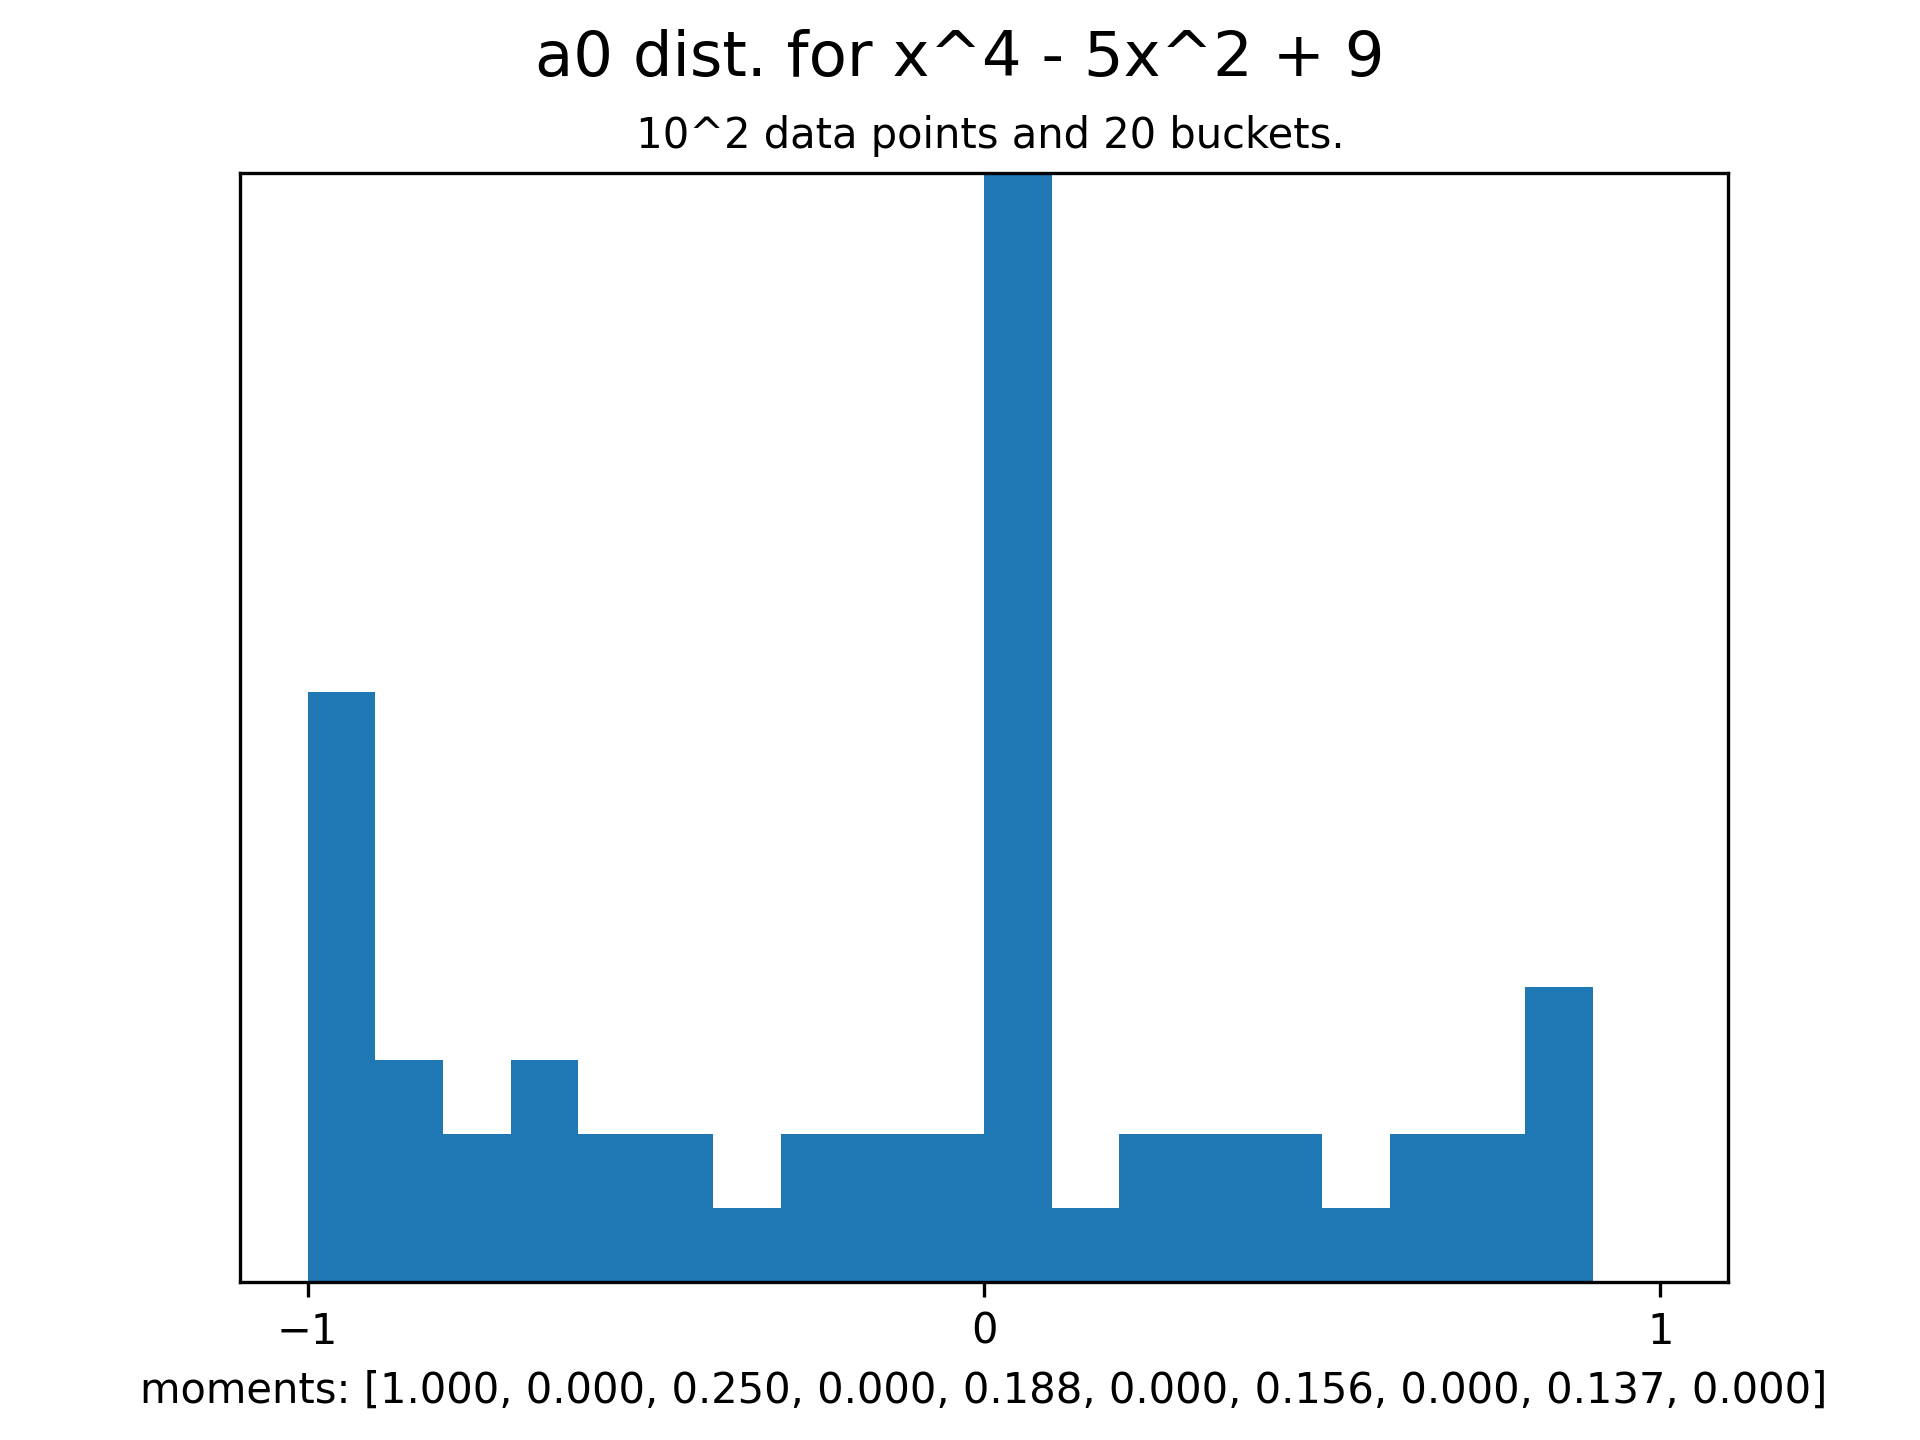 a0 dist. for x^4 - 5x^2 + 9
10^2 data points and 20 buckets.
−1 0 1
moments: [1.000, 0.000, 0.250, 0.000, 0.188, 0.000, 0.156, 0.000, 0.137, 0.000]